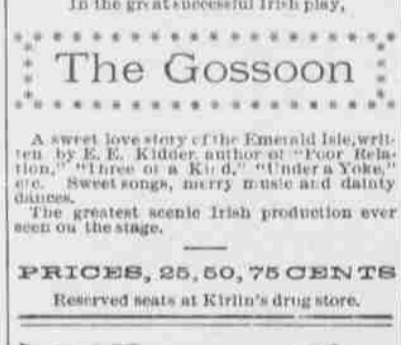 In the great successful Irish play,
The Gossoon
A sweet love story of the Emerald Isle, writ-
ten by E. E. Kidder, author of "Poor Rela-
tion," "Three of a Kind," "Under a Yoke,"
etc. Sweet songs, merry music and dainty
dances.
The greatest scenic Irish production ever
seen on the stage.
PRICES, 25, 50, 75 CENTS
Reserved seats at Kirlin's drug store.